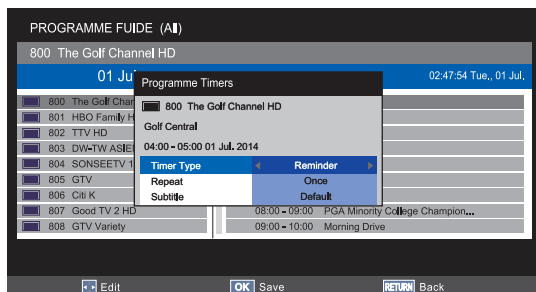 PROGRAMME FUIDE (All)
800 The Golf Channel HD
01 Ju
02:47:54 Tue,, 01 Jul,
Programme Timers
800 The Golf Channel HD
Golf Central
04:00 - 05:00 01 Jul. 2014
Timer Type Reminder
Repeat Once
Subtitle Default
800 The Golf Char
801 HBO Family H
802 TTV HD
803 DW-TW ASIE
804 SONSEETV 1
805 GTV
806 Citi K
807 Good TV 2 HD
08:00 - 09:00 PGA Minority College Champion...
808 GTV Variety
09:00 - 10:00 Morning Drive
Edit
OK Save
RETURN Back